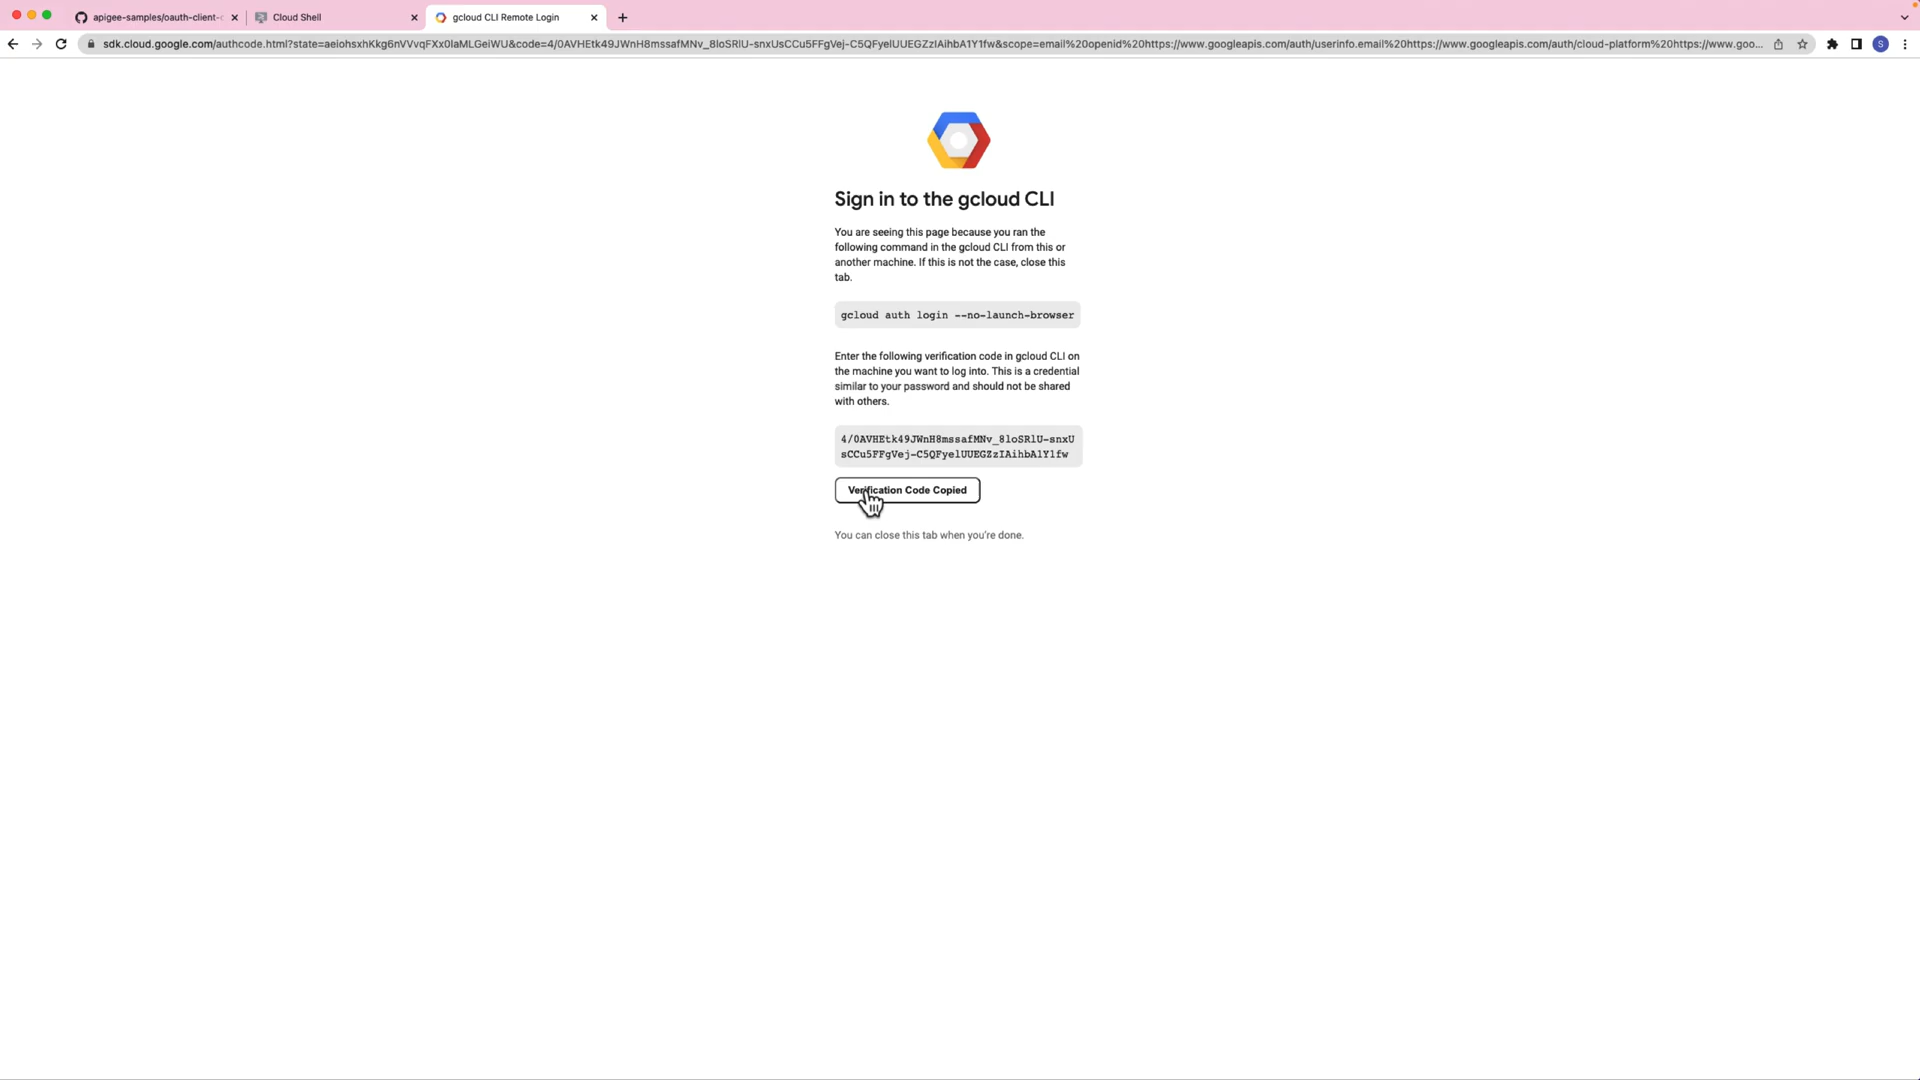 apigee-samples/oauth-client-c
Cloud Shell
gcloud CLI Remote Login
sdk.cloud.google.com/authcode.html?state=aeiohsxhKkg6nVVvqFXx0laMLGeiWU&code=4/0AVHEtk49JWnH8mssafMNv_8loSRlU-snxUsCCu5FFgVej-C5QFyelUUEGZzIAihbA1Y1fw&scope=email%20openid%20https://www.googleapis.com/auth/userinfo.email%20https://www.googleapis.com/auth/cloud-platform%20https://www.goo...
S
Sign in to the gcloud CLI
You are seeing this page because you ran the
following command in the gcloud CLI from this or
another machine. If this is not the case, close this
tab.
gcloud auth login --no-launch-browser
Enter the following verification code in gcloud CLI on
the machine you want to log into. This is a credential
similar to your password and should not be shared
with others.
4/0AVHEtk49JWnH8mssafMNv_8loSRlU-snxU
sCCu5FFgVej-C5QFyelUUEGZzIAihbA1Y1fw
Verification Code Copied
You can close this tab when you're done.